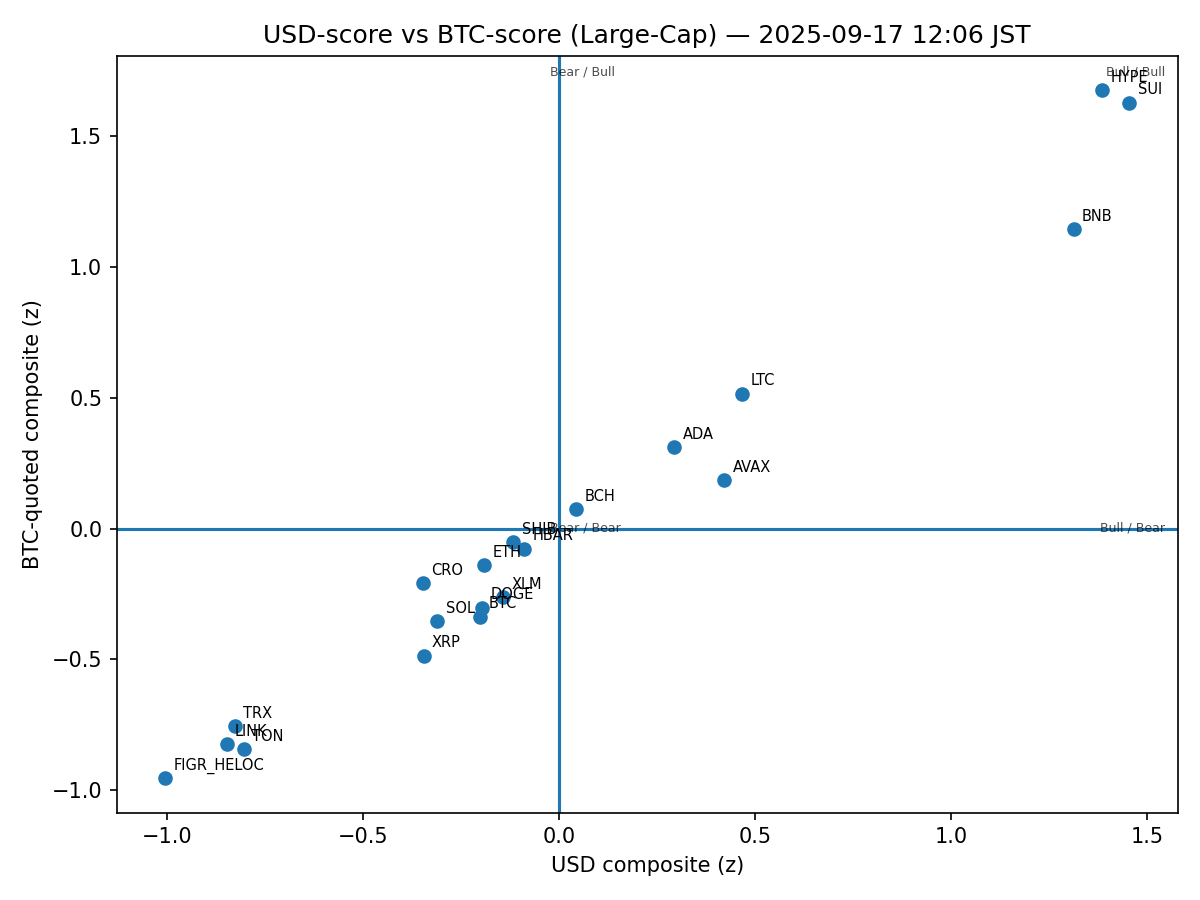 USD-score vs BTC-score (Large-Cap) — 2025-09-17 12:06 JST
Bear / Bull
Bull / Bull
HYPE
SUI
1.5
BNB
1.0
LTC
0.5
ADA
AVAX
BCH
0.0
SHIB
Bear / Bear
Bull / Bear
HBAR
ETH
CRO
XLM
DOGE
BTC
SOL
XRP
−0.5
TRX
LINK
TON
FIGR_HELOC
−1.0
BTC-quoted composite (z)
−1.0
−0.5
0.0
0.5
1.0
1.5
USD composite (z)